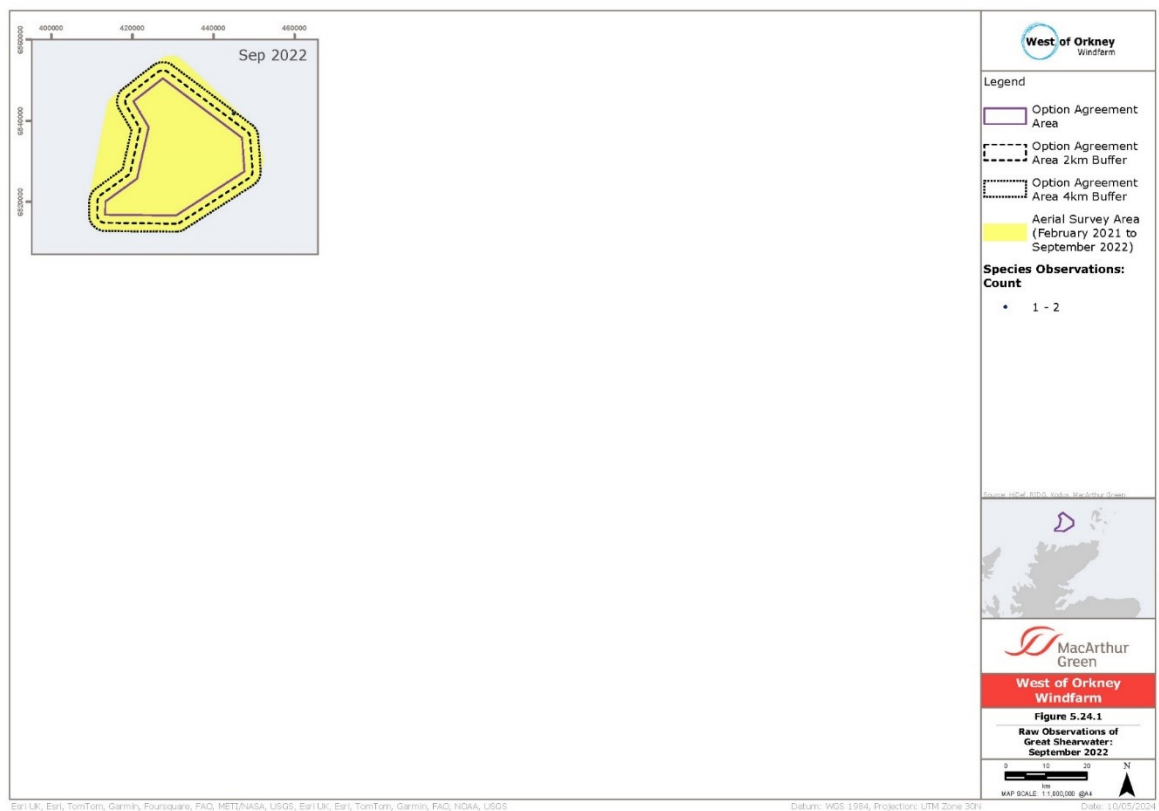 400000 420000 440000 460000
6860000
6840000
6820000
Sep 2022
West of Orkney
Windfarm
Legend
Option Agreement
Area
Option Agreement
Area 2km Buffer
Option Agreement
Area 4km Buffer
Aerial Survey Area
(February 2021 to
September 2022)
Species Observations:
Count
1 - 2
Source: HiDef, RIDG, Xodus, MacArthur Green
MacArthur
Green
West of Orkney
Windfarm
Figure 5.24.1
Raw Observations of
Great Shearwater:
September 2022
0 10 20
km
N
MAP SCALE: 1:1,000,000 @A4
Esri UK, Esri, TomTom, Garmin, Foursquare, FAO, METI/NASA, USGS, Esri UK, Esri, TomTom, Garmin, FAO, NOAA, USGS
Datum: WGS 1984, Projection: UTM Zone 30N
Date: 10/05/2024